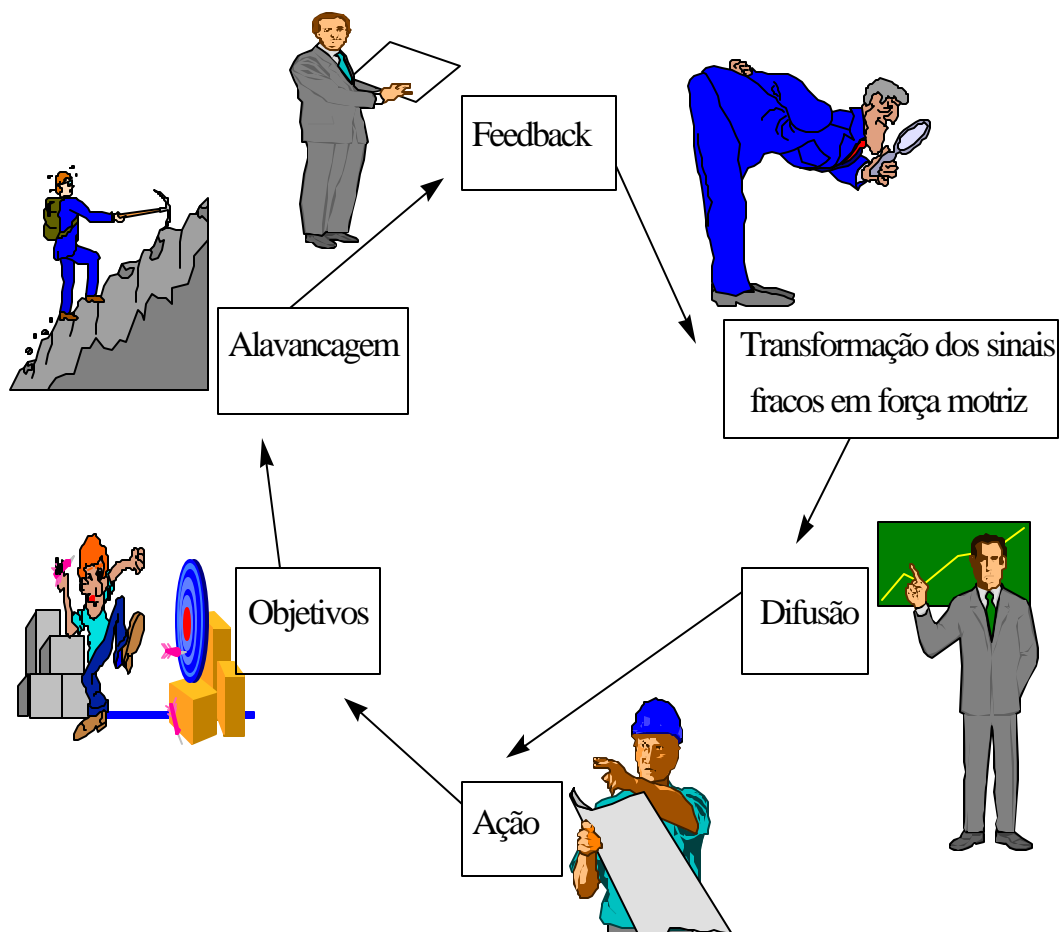 Feedback
Alavancagem
Transformação dos sinais
fracos em força motriz
Objetivos
Difusão
Ação